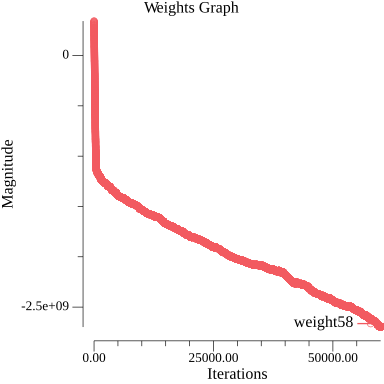 Weights Graph
0
Magnitude
-2.5e+09
weight58
0.00
25000.00
50000.00
Iterations